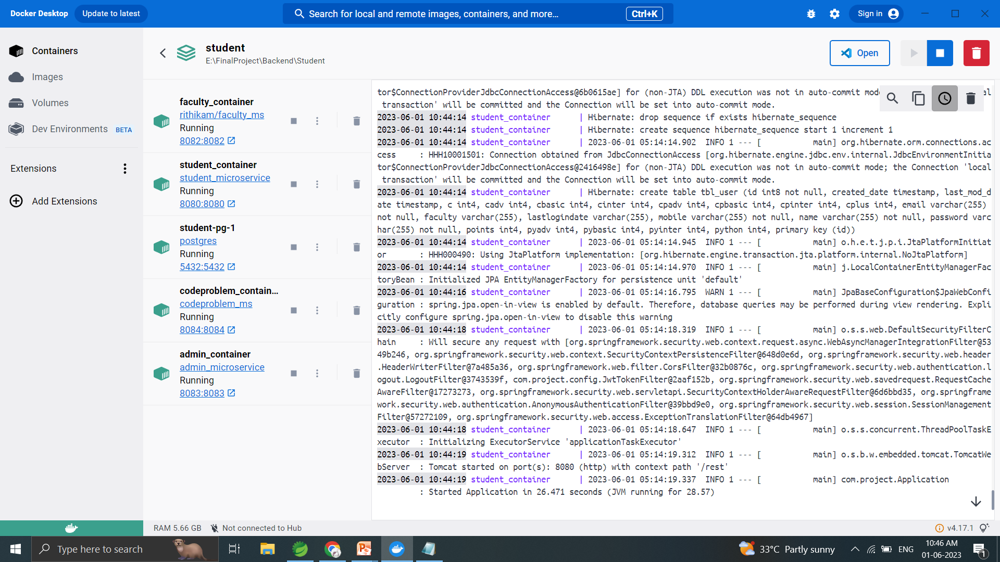 Docker Desktop
Update to latest
Search for local and remote images, containers, and more...
Ctrl+K
Sign in
Containers
Images
Volumes
Dev Environments BETA
Extensions
Add Extensions
student
E:\FinalProject\Backend\Student
Open
faculty_container
rithikam/faculty_ms
Running
8082:8082
student_container
student_microservice
Running
8080:8080
student-pg-1
postgres
Running
5432:5432
codeproblem_contain...
codeproblem_ms
Running
8084:8084
admin_container
admin_microservice
Running
8083:8083
tor$ConnectionProviderJdbcConnectionAccess@6b0615ae] for (non-JTA) DDL execution was not in auto-commit mod al
transaction' will be committed and the Connection will be set into auto-commit mode.
2023-06-01 10:44:14 student_container | Hibernate: drop sequence if exists hibernate_sequence
2023-06-01 10:44:14 student_container | Hibernate: create sequence hibernate_sequence start 1 increment 1
2023-06-01 10:44:14 student_container | 2023-06-01 05:14:14.902 INFO 1 --- [ main] org.hibernate.orm.connections.ac
cess : HHH10001501: Connection obtained from JdbcConnectionAccess [org.hibernate.engine.jdbc.env.internal.JdbcEnvironmentInitia
tor$ConnectionProviderJdbcConnectionAccess@2416498e] for (non-JTA) DDL execution was not in auto-commit mode; the Connection 'local
transaction' will be committed and the Connection will be set into auto-commit mode.
2023-06-01 10:44:14 student_container | Hibernate: create table tbl_user (id int8 not null, created_date timestamp, last_mod_d
ate timestamp, c int4, cadv int4, cbasic int4, cinter int4, cpadv int4, cpbasic int4, cpinter int4, cplus int4, email varchar(255)
not null, faculty varchar(255), lastlogindate varchar(255), mobile varchar(255) not null, name varchar(255) not null, password varc
har(255) not null, points int4, pyadv int4, pybasic int4, pyinter int4, python int4, primary key (id))
2023-06-01 10:44:14 student_container | 2023-06-01 05:14:14.945 INFO 1 --- [ main] o.h.e.t.j.p.i.JtaPlatformInitiat
or : HHH000490: Using JtaPlatform implementation: [org.hibernate.engine.transaction.jta.platform.internal.NoJtaPlatform]
2023-06-01 10:44:14 student_container | 2023-06-01 05:14:14.970 INFO 1 --- [ main] j.LocalContainerEntityManagerFac
toryBean : Initialized JPA EntityManagerFactory for persistence unit 'default'
2023-06-01 10:44:16 student_container | 2023-06-01 05:14:16.795 WARN 1 --- [ main] JpaBaseConfiguration$JpaWebConfi
guration : spring.jpa.open-in-view is enabled by default. Therefore, database queries may be performed during view rendering. Expli
citly configure spring.jpa.open-in-view to disable this warning
2023-06-01 10:44:18 student_container | 2023-06-01 05:14:18.319 INFO 1 --- [ main] o.s.s.web.DefaultSecurityFilterC
hain : Will secure any request with [org.springframework.security.web.context.request.async.WebAsyncManagerIntegrationFilter@53
49b246, org.springframework.security.web.context.SecurityContextPersistenceFilter@648d0e6d, org.springframework.security.web.header
.HeaderWriterFilter@7a485a36, org.springframework.web.filter.CorsFilter@32b0876c, org.springframework.security.web.authentication.l
ogout.LogoutFilter@3743539f, com.project.config.JwtTokenFilter@2aaf152b, org.springframework.security.web.savedrequest.RequestCache
AwareFilter@17273273, org.springframework.security.web.servletapi.SecurityContextHolderAwareRequestFilter@6d6bbd35, org.springframe
work.security.web.authentication.AnonymousAuthenticationFilter@39bbd9e0, org.springframework.security.web.session.SessionManagement
Filter@57272109, org.springframework.security.web.access.ExceptionTranslationFilter@64db4967]
2023-06-01 10:44:18 student_container | 2023-06-01 05:14:18.647 INFO 1 --- [ main] o.s.s.concurrent.ThreadPoolTaskE
xecutor : Initializing ExecutorService 'applicationTaskExecutor'
2023-06-01 10:44:19 student_container | 2023-06-01 05:14:19.312 INFO 1 --- [ main] o.s.b.w.embedded.tomcat.TomcatWe
bServer : Tomcat started on port(s): 8080 (http) with context path '/rest'
2023-06-01 10:44:19 student_container | 2023-06-01 05:14:19.337 INFO 1 --- [ main] com.project.Application
: Started Application in 26.471 seconds (JVM running for 28.57)
RAM 5.66 GB Not connected to Hub
v4.17.1
Type here to search
33°C Partly sunny
ENG
10:46 AM
01-06-2023
1